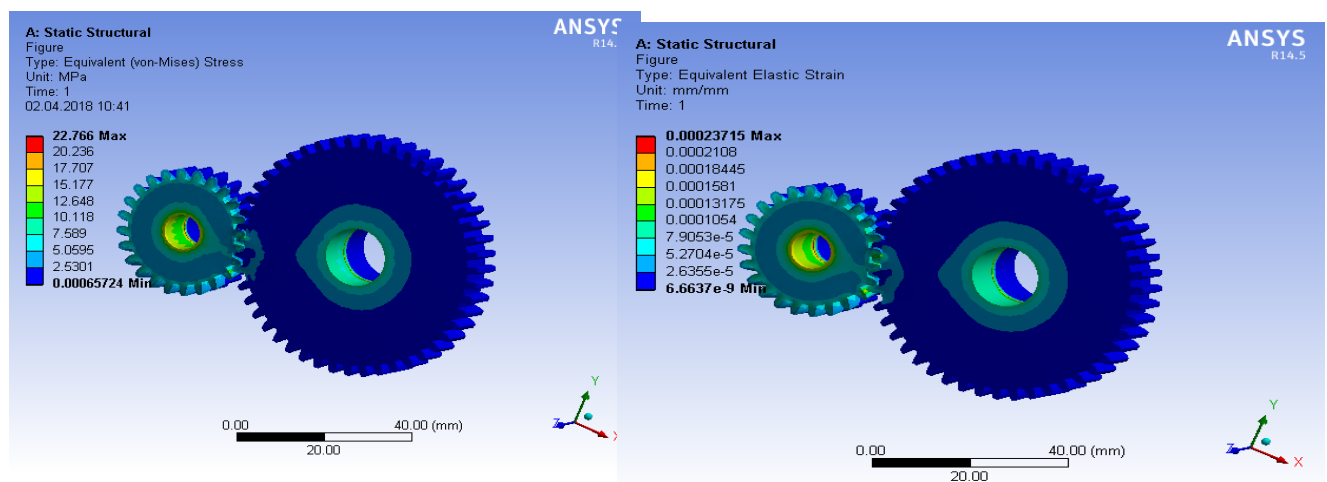 A: Static Structural
Figure
Type: Equivalent (von-Mises) Stress
Unit: MPa
Time: 1
02.04.2018 10:41
ANSYS
R14.
22.766 Max
20.236
17.707
15.177
12.648
10.118
7.589
5.0595
2.5301
0.00065724 Min
0.00
40.00 (mm)
20.00
Y
Z
X
A: Static Structural
Figure
Type: Equivalent Elastic Strain
Unit: mm/mm
Time: 1
ANSYS
R14.5
0.00023715 Max
0.0002108
0.00018445
0.0001581
0.00013175
0.0001054
7.9053e-5
5.2704e-5
2.6355e-5
6.6637e-9 Min
0.00
40.00 (mm)
20.00
Y
Z
X